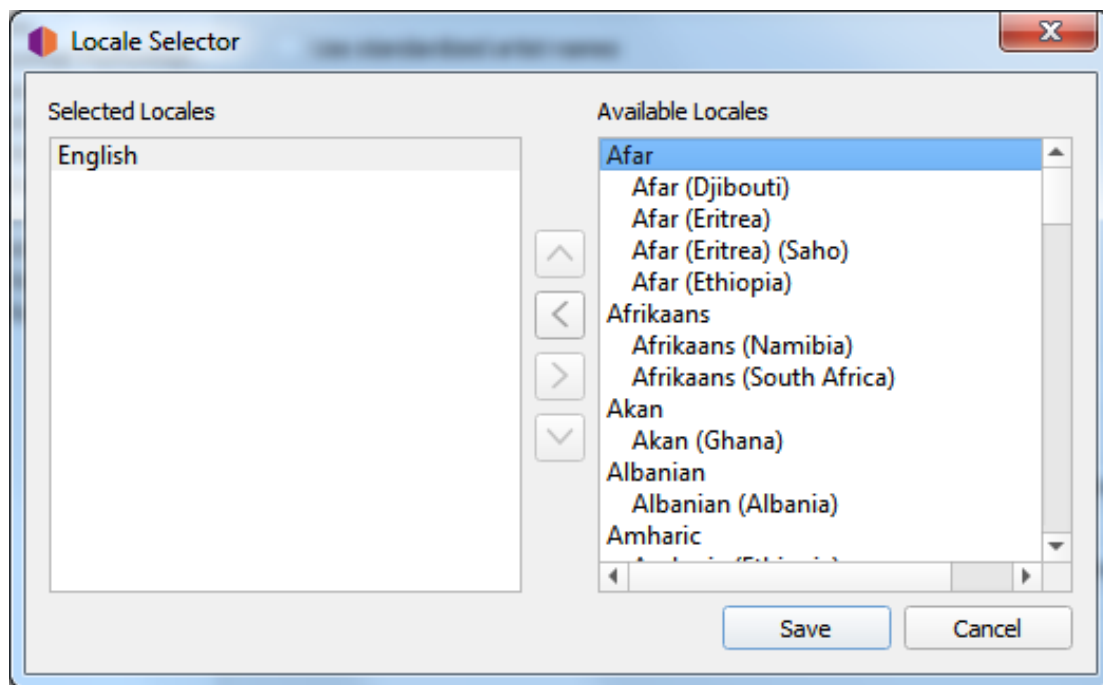 Locale Selector
Selected Locales
English
Available Locales
Afar
Afar (Djibouti)
Afar (Eritrea)
Afar (Eritrea) (Saho)
Afar (Ethiopia)
Afrikaans
Afrikaans (Namibia)
Afrikaans (South Africa)
Akan
Akan (Ghana)
Albanian
Albanian (Albania)
Amharic
Save
Cancel